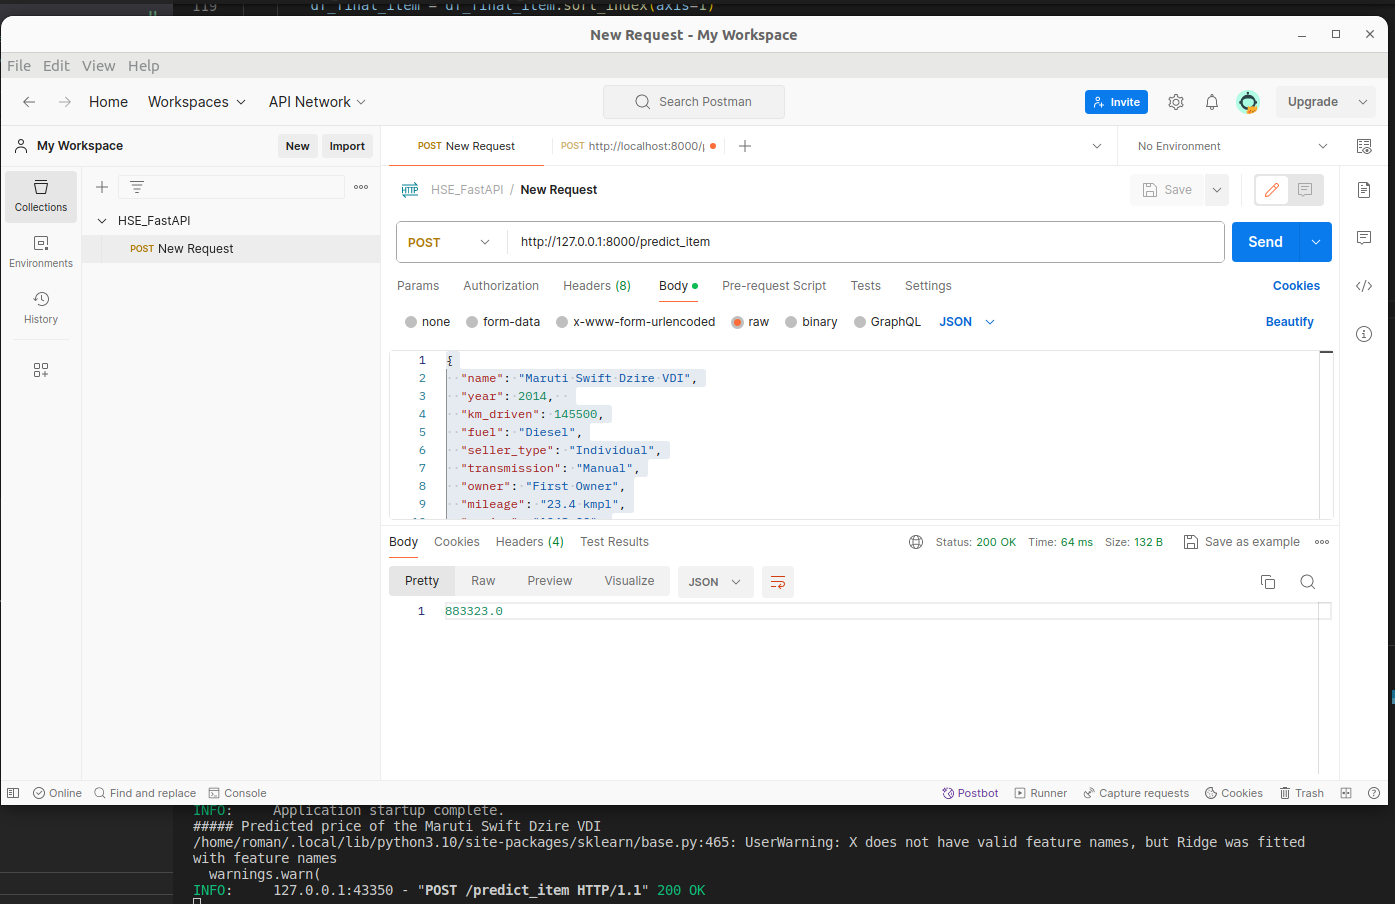 119 df_final_item = df_final_item.sort_index(axis=1)
New Request - My Workspace
File Edit View Help
Home Workspaces API Network Search Postman Invite Upgrade
My Workspace New Import POST New Request POST http://localhost:8000/ No Environment
Collections
Environments
History
HSE_FastAPI
POST New Request
HTTP HSE_FastAPI / New Request Save
POST http://127.0.0.1:8000/predict_item Send
Params Authorization Headers (8) Body Pre-request Script Tests Settings Cookies
none form-data x-www-form-urlencoded raw binary GraphQL JSON Beautify
1 {
2 "name": "Maruti Swift Dzire VDI",
3 "year": 2014,
4 "km_driven": 145500,
5 "fuel": "Diesel",
6 "seller_type": "Individual",
7 "transmission": "Manual",
8 "owner": "First Owner",
9 "mileage": "23.4 kmpl",
Body Cookies Headers (4) Test Results Status: 200 OK Time: 64 ms Size: 132 B Save as example
Pretty Raw Preview Visualize JSON
1 883323.0
Online Find and replace Console Postbot Runner Capture requests Cookies Trash
INFO: Application startup complete.
##### Predicted price of the Maruti Swift Dzire VDI
/home/roman/.local/lib/python3.10/site-packages/sklearn/base.py:465: UserWarning: X does not have valid feature names, but Ridge was fitted
with feature names
warnings.warn(
INFO: 127.0.0.1:43350 - "POST /predict_item HTTP/1.1" 200 OK